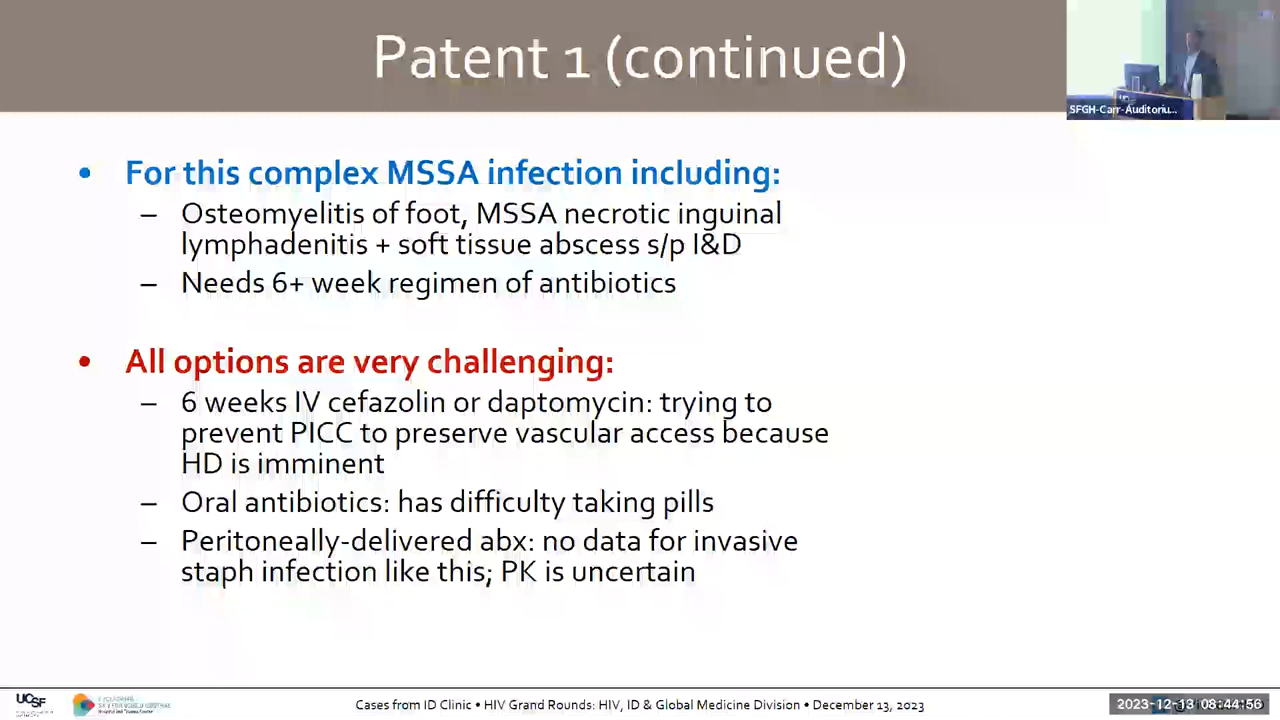 Patent 1 (continued)
SFGH-Carr-Auditoriu...
• For this complex MSSA infection including:
– Osteomyelitis of foot, MSSA necrotic inguinal
lymphadenitis + soft tissue abscess s/p I&D
– Needs 6+ week regimen of antibiotics
• All options are very challenging:
– 6 weeks IV cefazolin or daptomycin: trying to
prevent PICC to preserve vascular access because
HD is imminent
– Oral antibiotics: has difficulty taking pills
– Peritoneally-delivered abx: no data for invasive
staph infection like this; PK is uncertain
UCSF
Cases from ID Clinic • HIV Grand Rounds: HIV, ID & Global Medicine Division • December 13, 2023
2023-12-13 08:44:56